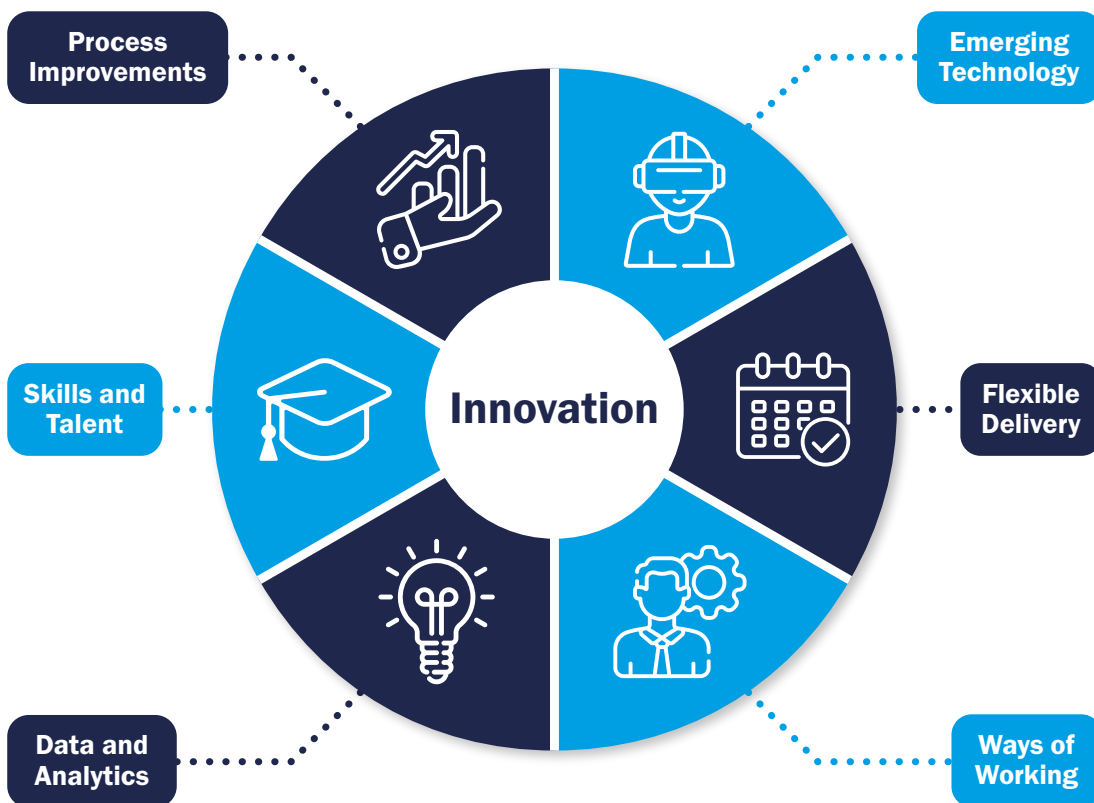 Process
Improvements
Emerging
Technology
Skills and
Talent
Innovation
Flexible
Delivery
Data and
Analytics
Ways of
Working